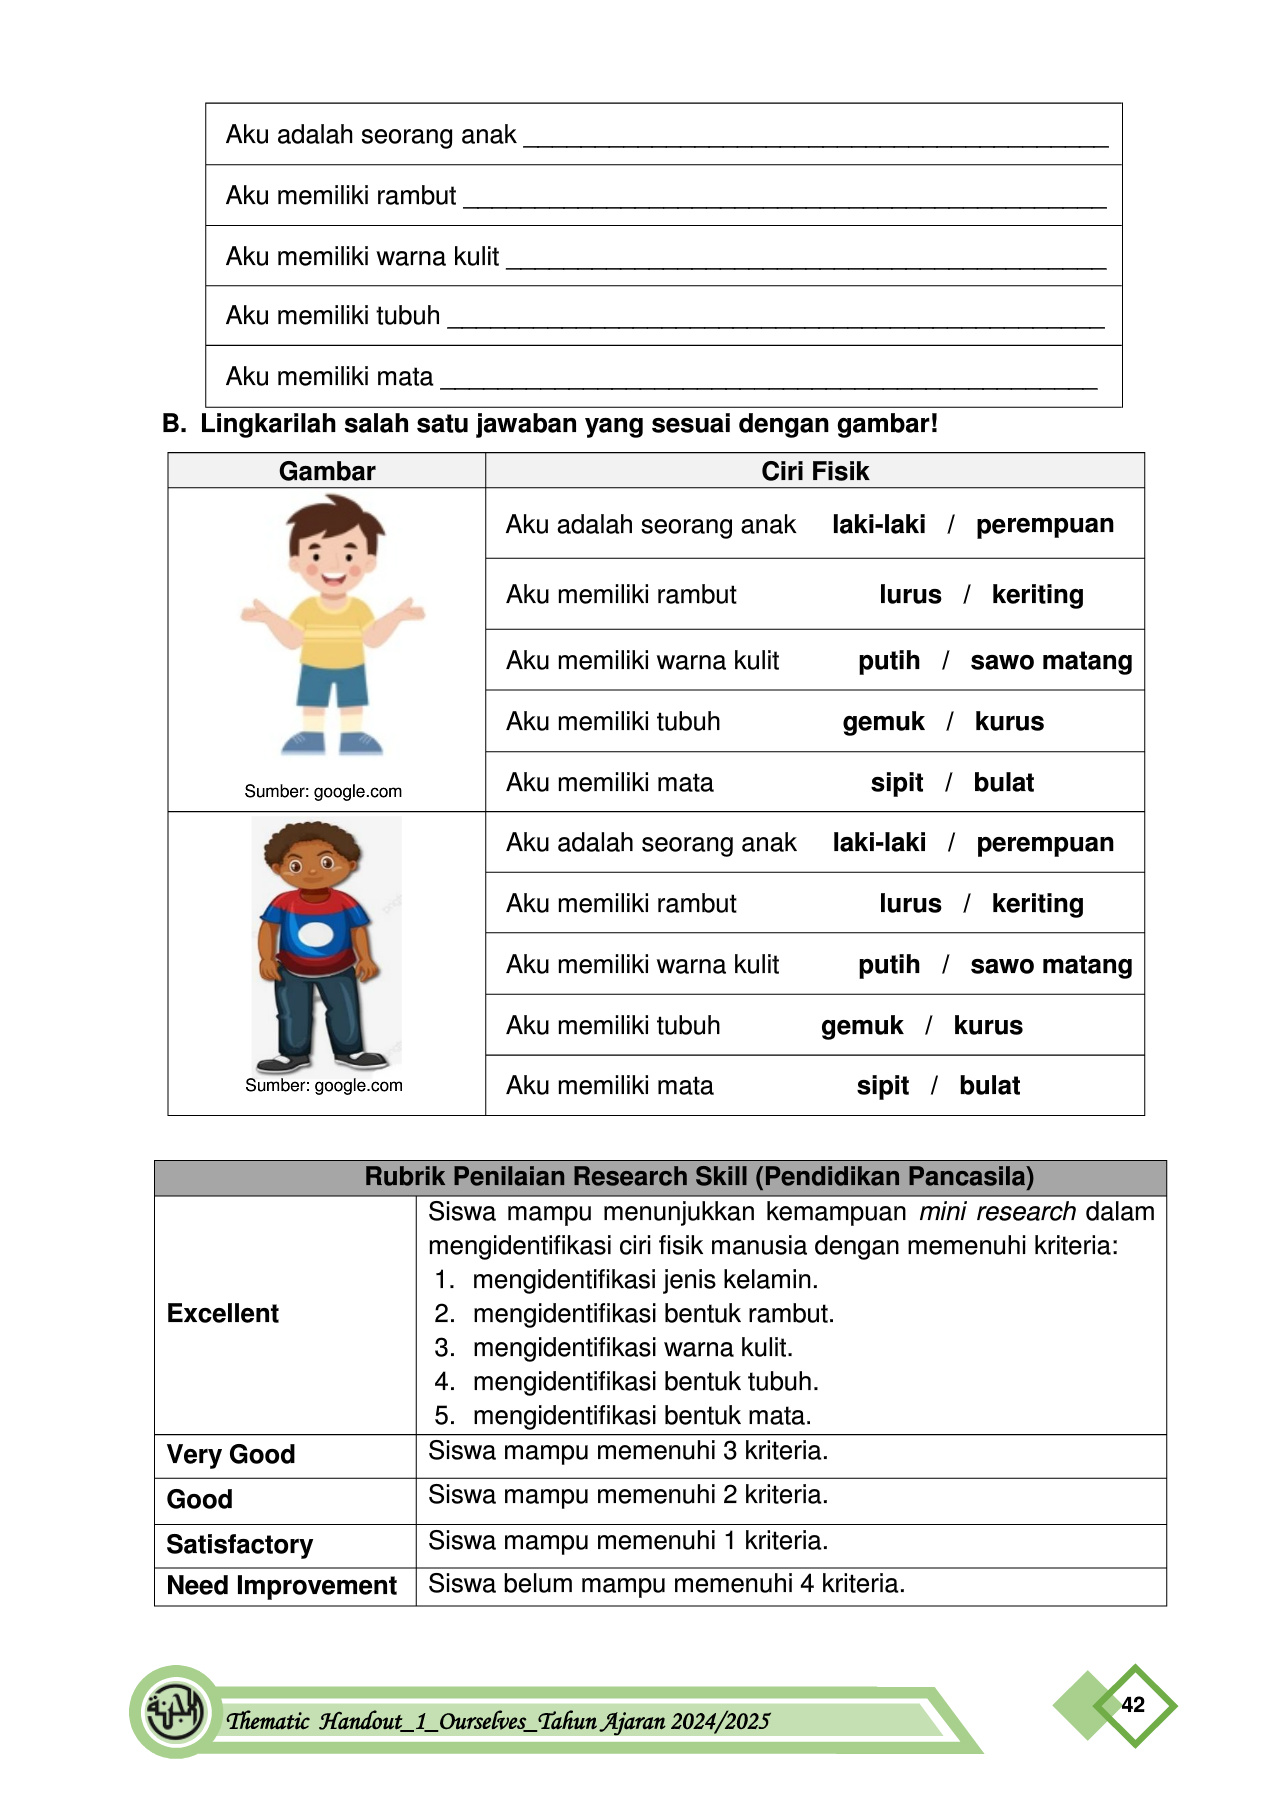 Aku adalah seorang anak ________________________________________
Aku memiliki rambut ____________________________________________
Aku memiliki warna kulit _________________________________________
Aku memiliki tubuh _____________________________________________
Aku memiliki mata _____________________________________________
B. Lingkarilah salah satu jawaban yang sesuai dengan gambar!
Gambar Ciri Fisik
Aku adalah seorang anak laki-laki / perempuan
Aku memiliki rambut lurus / keriting
Aku memiliki warna kulit putih / sawo matang
Aku memiliki tubuh gemuk / kurus
Aku memiliki mata sipit / bulat
Sumber: google.com
Aku adalah seorang anak laki-laki / perempuan
Aku memiliki rambut lurus / keriting
Aku memiliki warna kulit putih / sawo matang
Aku memiliki tubuh gemuk / kurus
Aku memiliki mata sipit / bulat
Sumber: google.com
Rubrik Penilaian Research Skill (Pendidikan Pancasila)
Excellent
Siswa mampu menunjukkan kemampuan mini research dalam
mengidentifikasi ciri fisik manusia dengan memenuhi kriteria:
1. mengidentifikasi jenis kelamin.
2. mengidentifikasi bentuk rambut.
3. mengidentifikasi warna kulit.
4. mengidentifikasi bentuk tubuh.
5. mengidentifikasi bentuk mata.
Very Good Siswa mampu memenuhi 3 kriteria.
Good Siswa mampu memenuhi 2 kriteria.
Satisfactory Siswa mampu memenuhi 1 kriteria.
Need Improvement Siswa belum mampu memenuhi 4 kriteria.
Thematic Handout_1_Ourselves_Tahun Ajaran 2024/2025
42